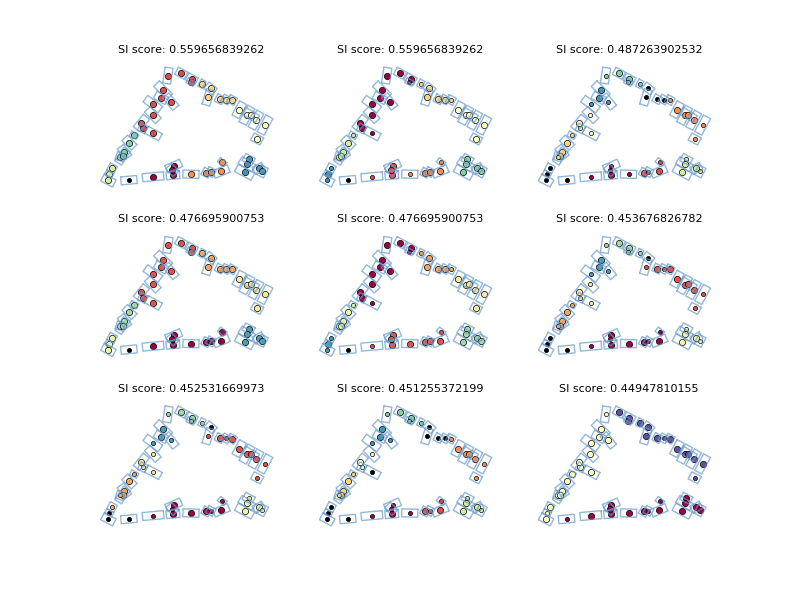 SI score: 0.559656839262
SI score: 0.559656839262
SI score: 0.487263902532
SI score: 0.476695900753
SI score: 0.476695900753
SI score: 0.453676826782
SI score: 0.452531669973
SI score: 0.451255372199
SI score: 0.44947810155